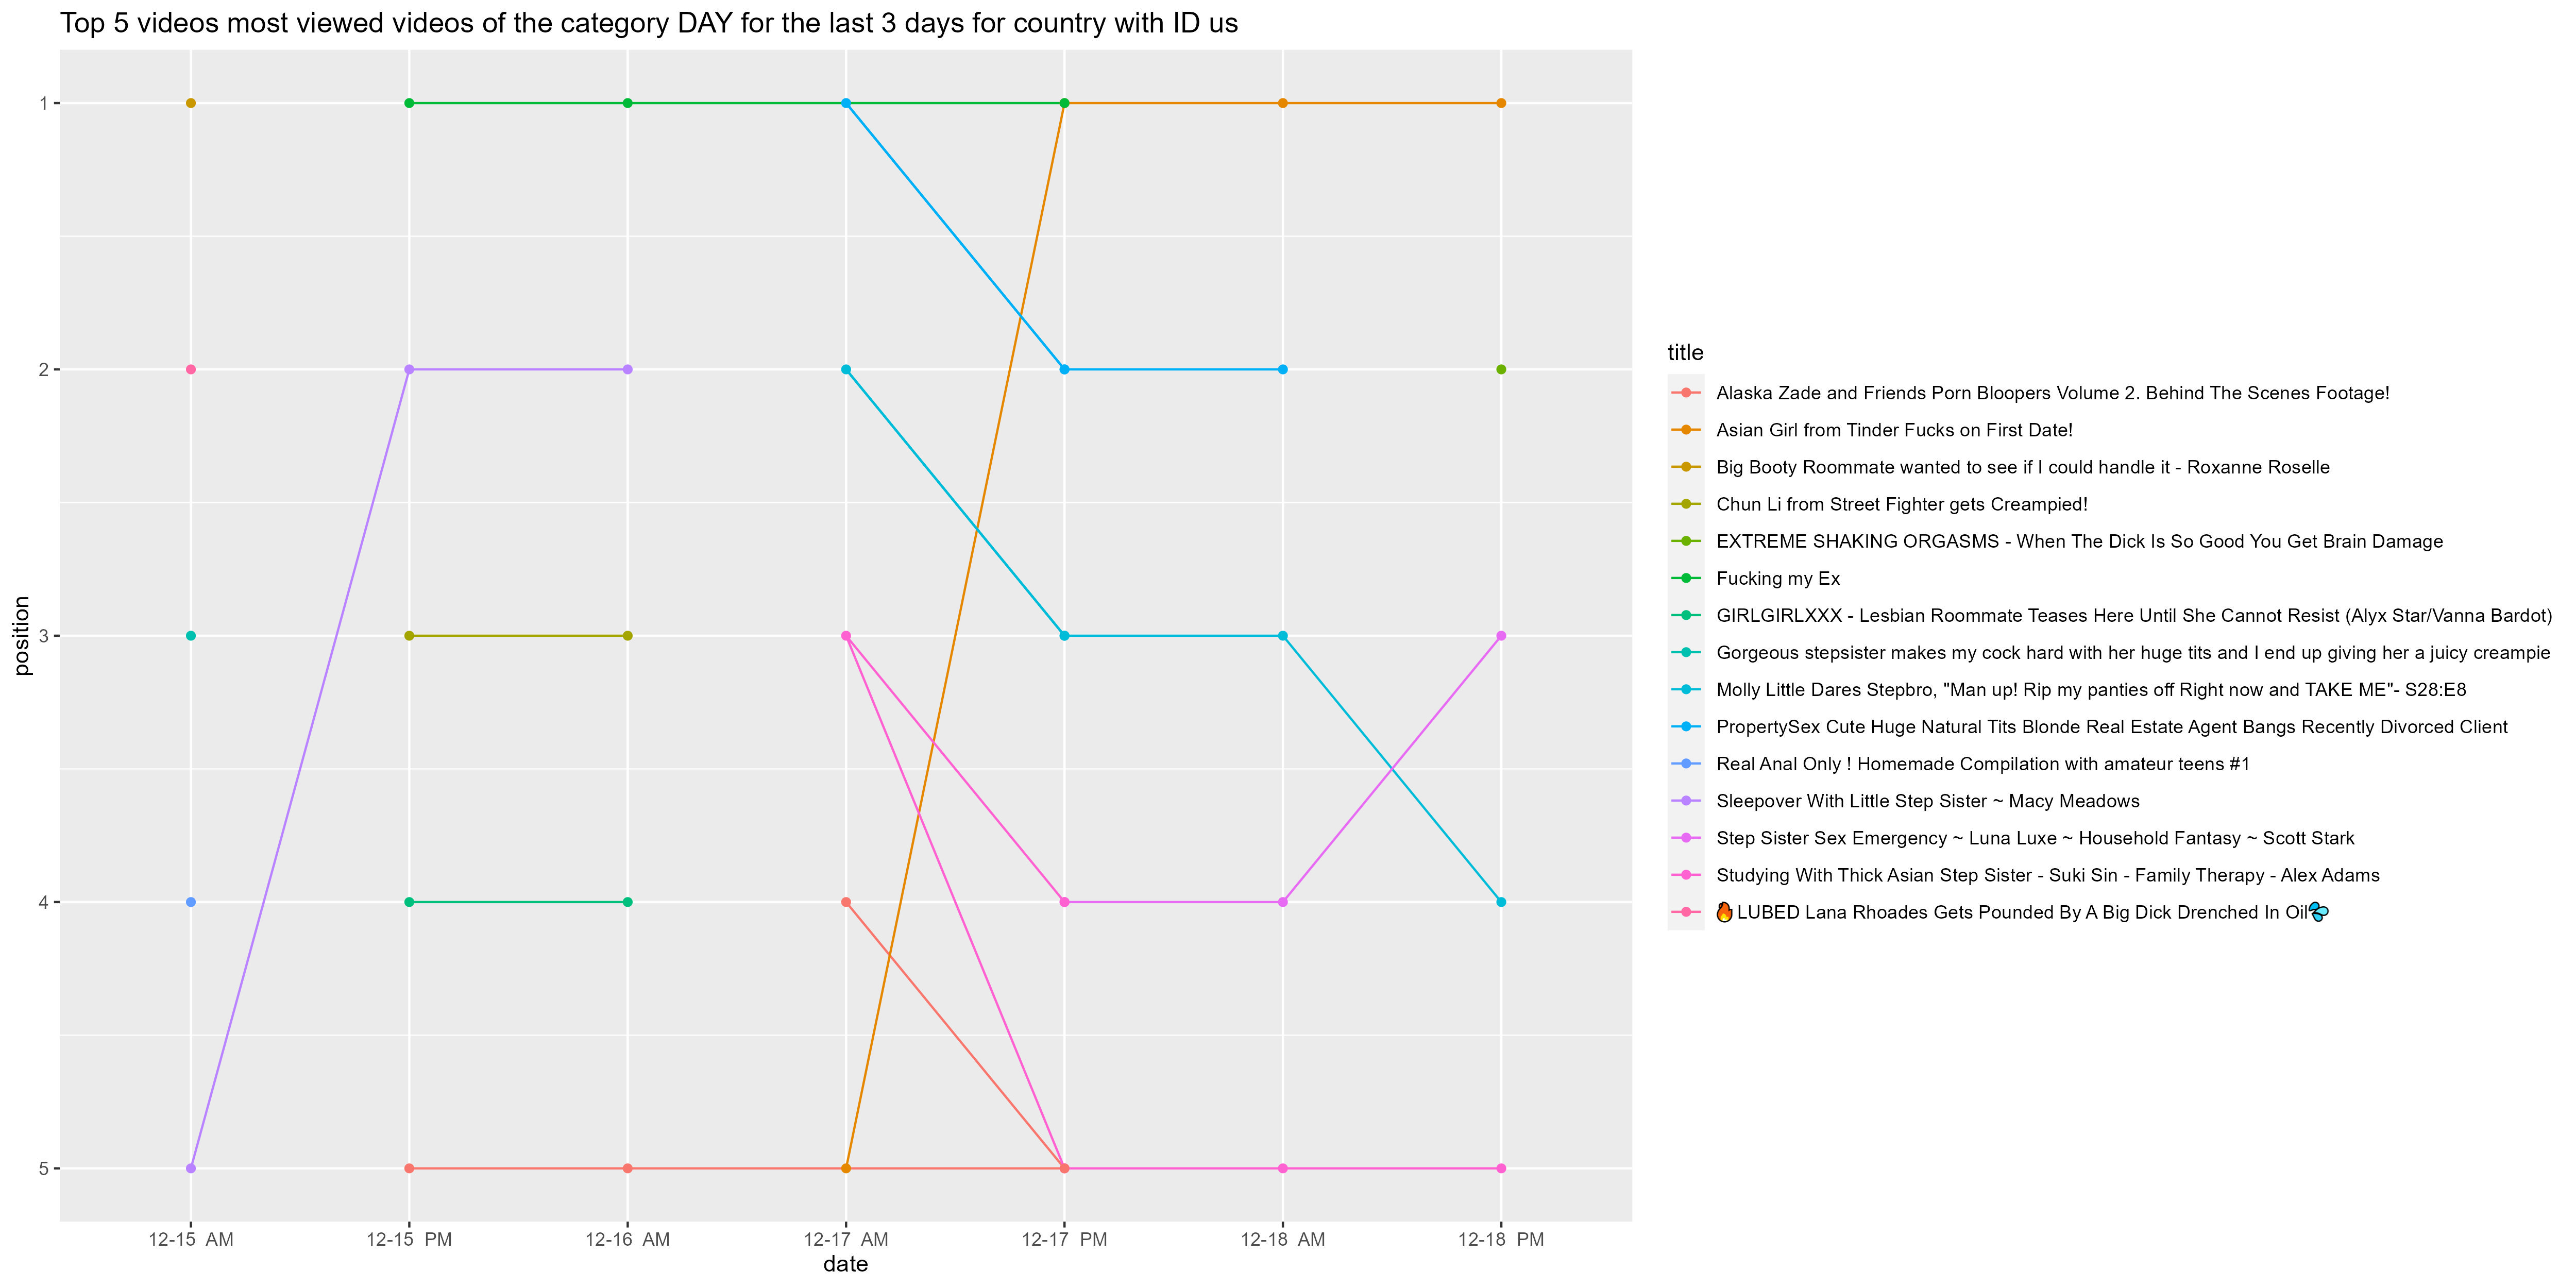 Top 5 videos most viewed videos of the category DAY for the last 3 days for country with ID us
1
2
3
4
5
position
12-15 AM
12-15 PM
12-16 AM
12-17 AM
12-17 PM
12-18 AM
12-18 PM
date
title
Alaska Zade and Friends Porn Bloopers Volume 2. Behind The Scenes Footage!
Asian Girl from Tinder Fucks on First Date!
Big Booty Roommate wanted to see if I could handle it - Roxanne Roselle
Chun Li from Street Fighter gets Creampied!
EXTREME SHAKING ORGASMS - When The Dick Is So Good You Get Brain Damage
Fucking my Ex
GIRLGIRLXXX - Lesbian Roommate Teases Here Until She Cannot Resist (Alyx Star/Vanna Bardot)
Gorgeous stepsister makes my cock hard with her huge tits and I end up giving her a juicy creampie
Molly Little Dares Stepbro, "Man up! Rip my panties off Right now and TAKE ME"- S28:E8
PropertySex Cute Huge Natural Tits Blonde Real Estate Agent Bangs Recently Divorced Client
Real Anal Only ! Homemade Compilation with amateur teens #1
Sleepover With Little Step Sister ~ Macy Meadows
Step Sister Sex Emergency ~ Luna Luxe ~ Household Fantasy ~ Scott Stark
Studying With Thick Asian Step Sister - Suki Sin - Family Therapy - Alex Adams
🔥LUBED Lana Rhoades Gets Pounded By A Big Dick Drenched In Oil💦